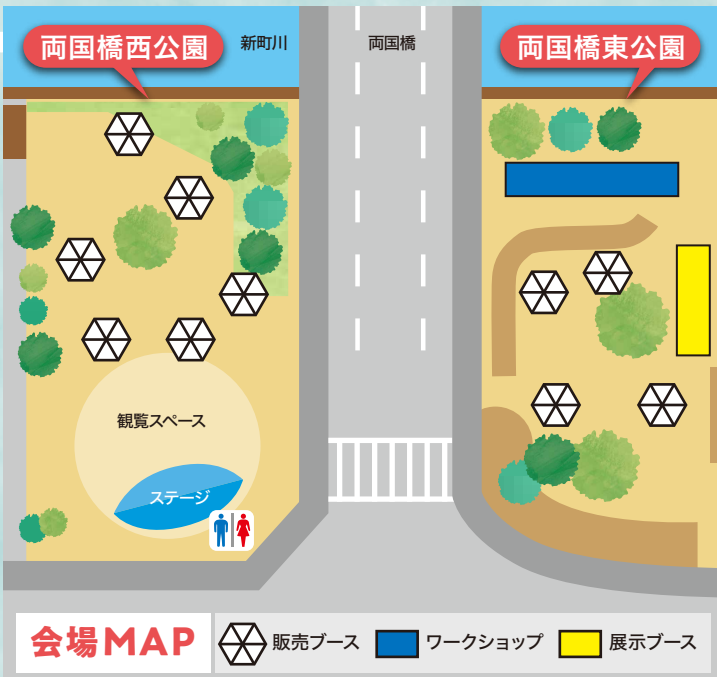 両国橋西公園
新町川
両国橋
両国橋東公園
観覧スペース
ステージ
会場MAP
販売ブース
ワークショップ
展示ブース